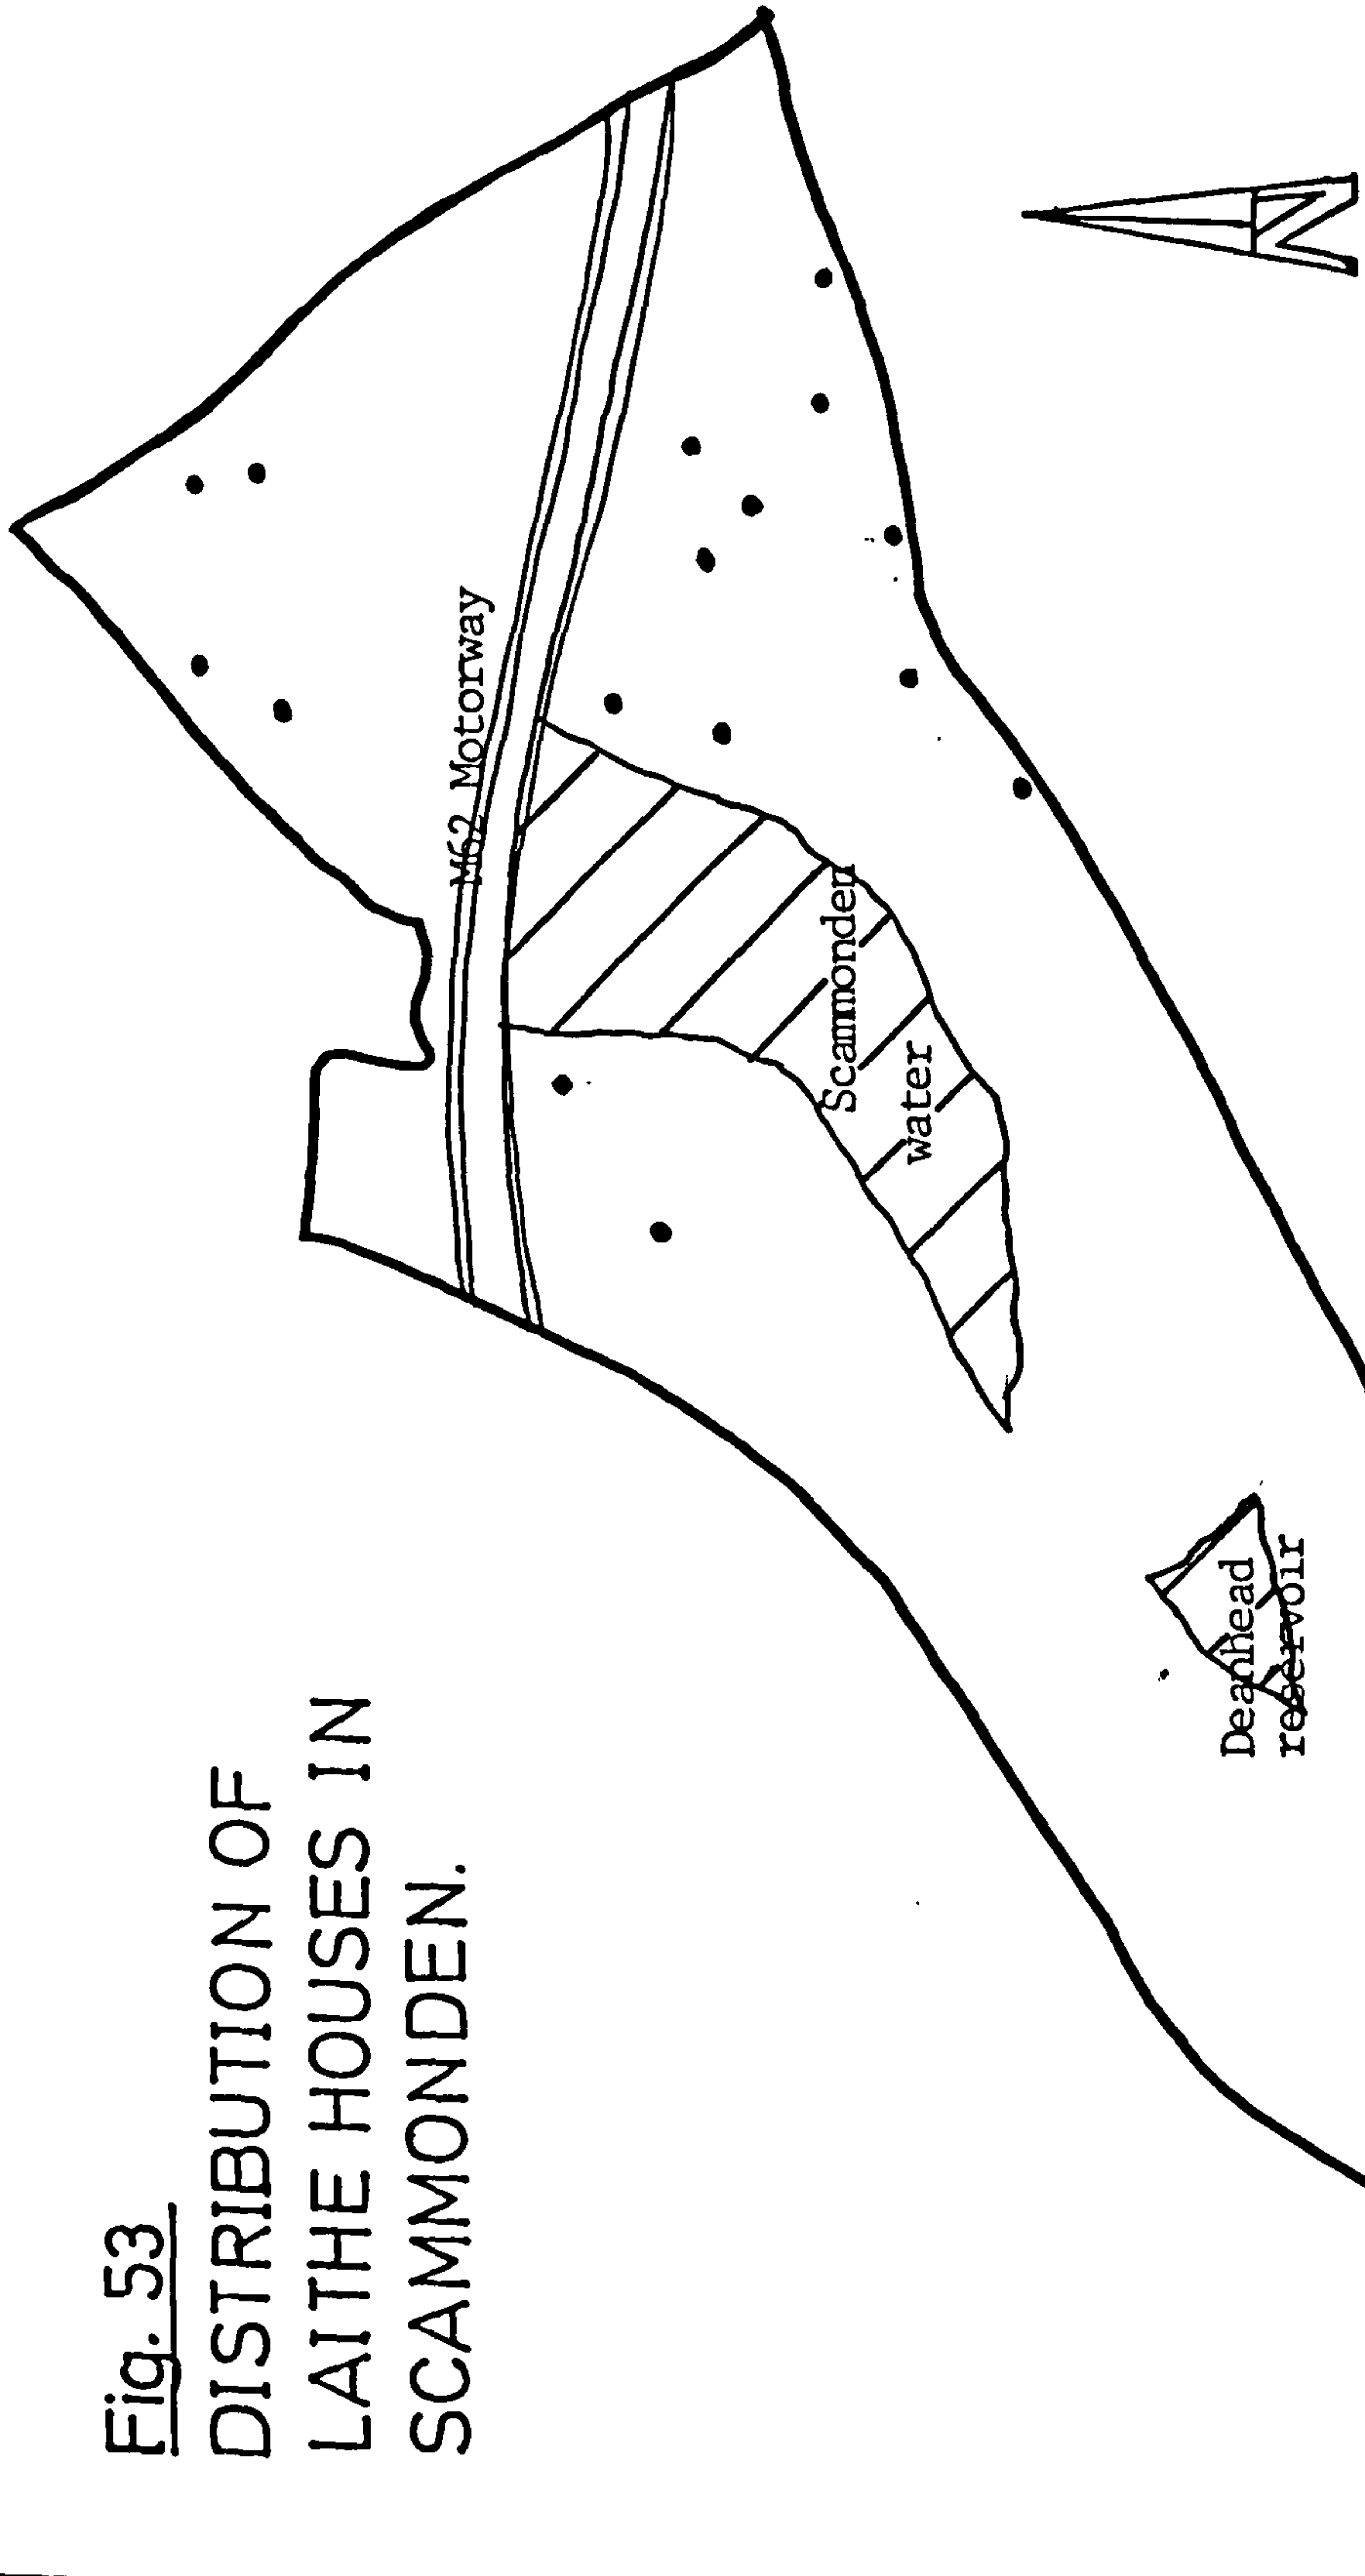 Fig. 53
DISTRIBUTION OF
LAITHE HOUSES IN
SCAMMONDEN.
M62 Motorway
Scammonden
water
Deanhead
reservoir
N